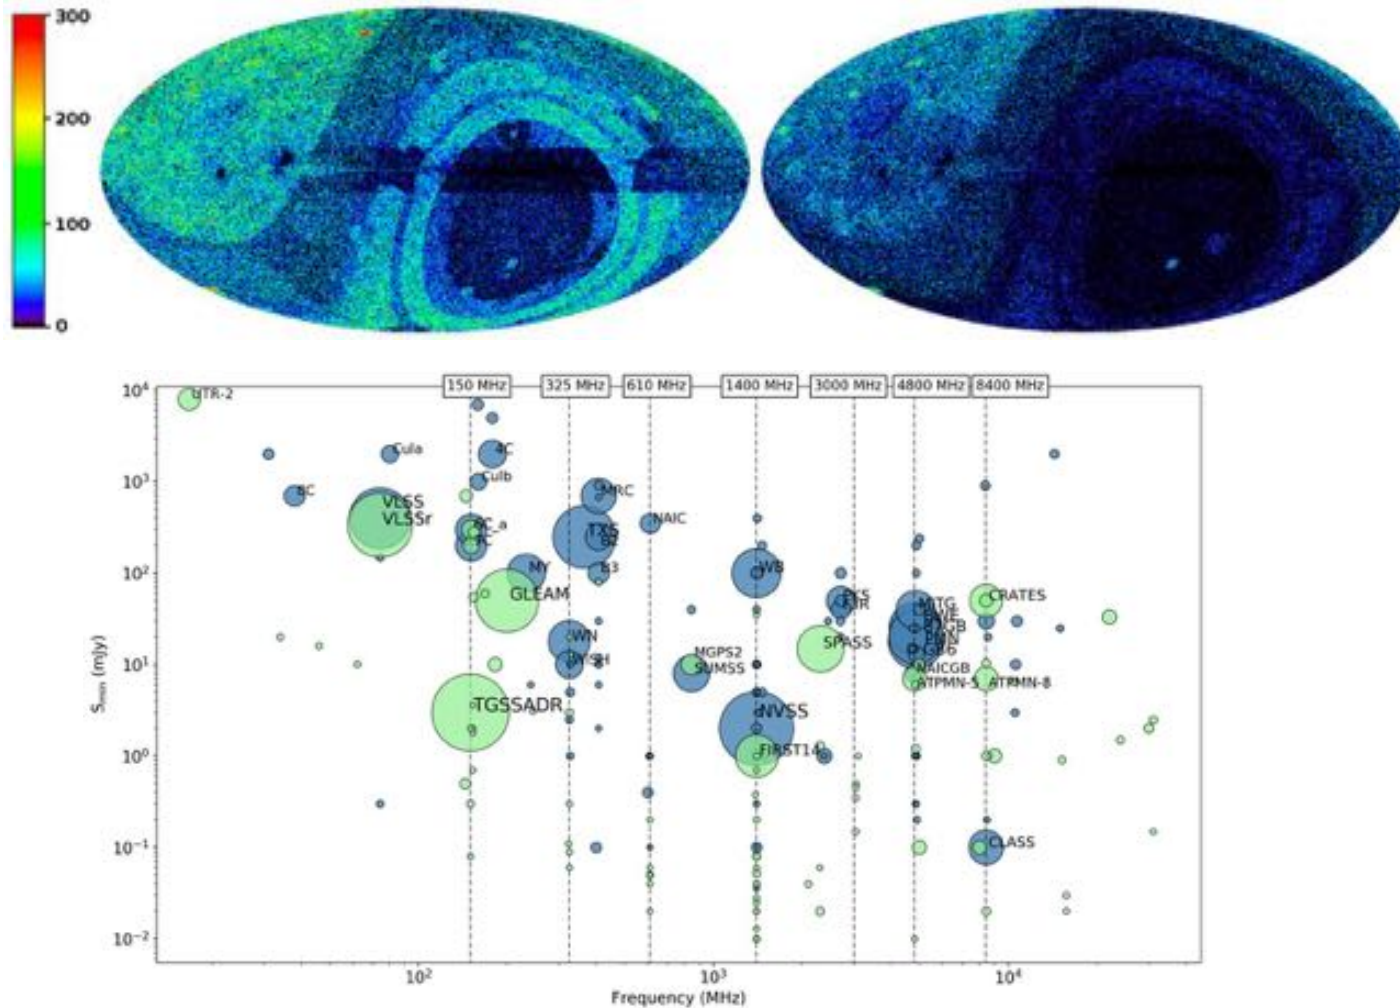 300
200
100
0
150 MHz 325 MHz 610 MHz 1400 MHz 3000 MHz 4800 MHz 8400 MHz
10⁴
UTR-2
Cula
4C
10³
8C
Culb
MRC
VLSS
VLSSr
6C_a
7C
TXS
NAIC
10²
MY
B3
WB
GLEAM
CRATES
MITG
WN
SPASS
MGPS2
SUMSS
NAICGB
ATPMN-5
ATPMN-8
10¹
TGSSADR
NVSS
FIRST14
10⁰
CLASS
10⁻¹
10⁻²
10² 10³ 10⁴
Sₘᵢₙ (mJy)
Frequency (MHz)